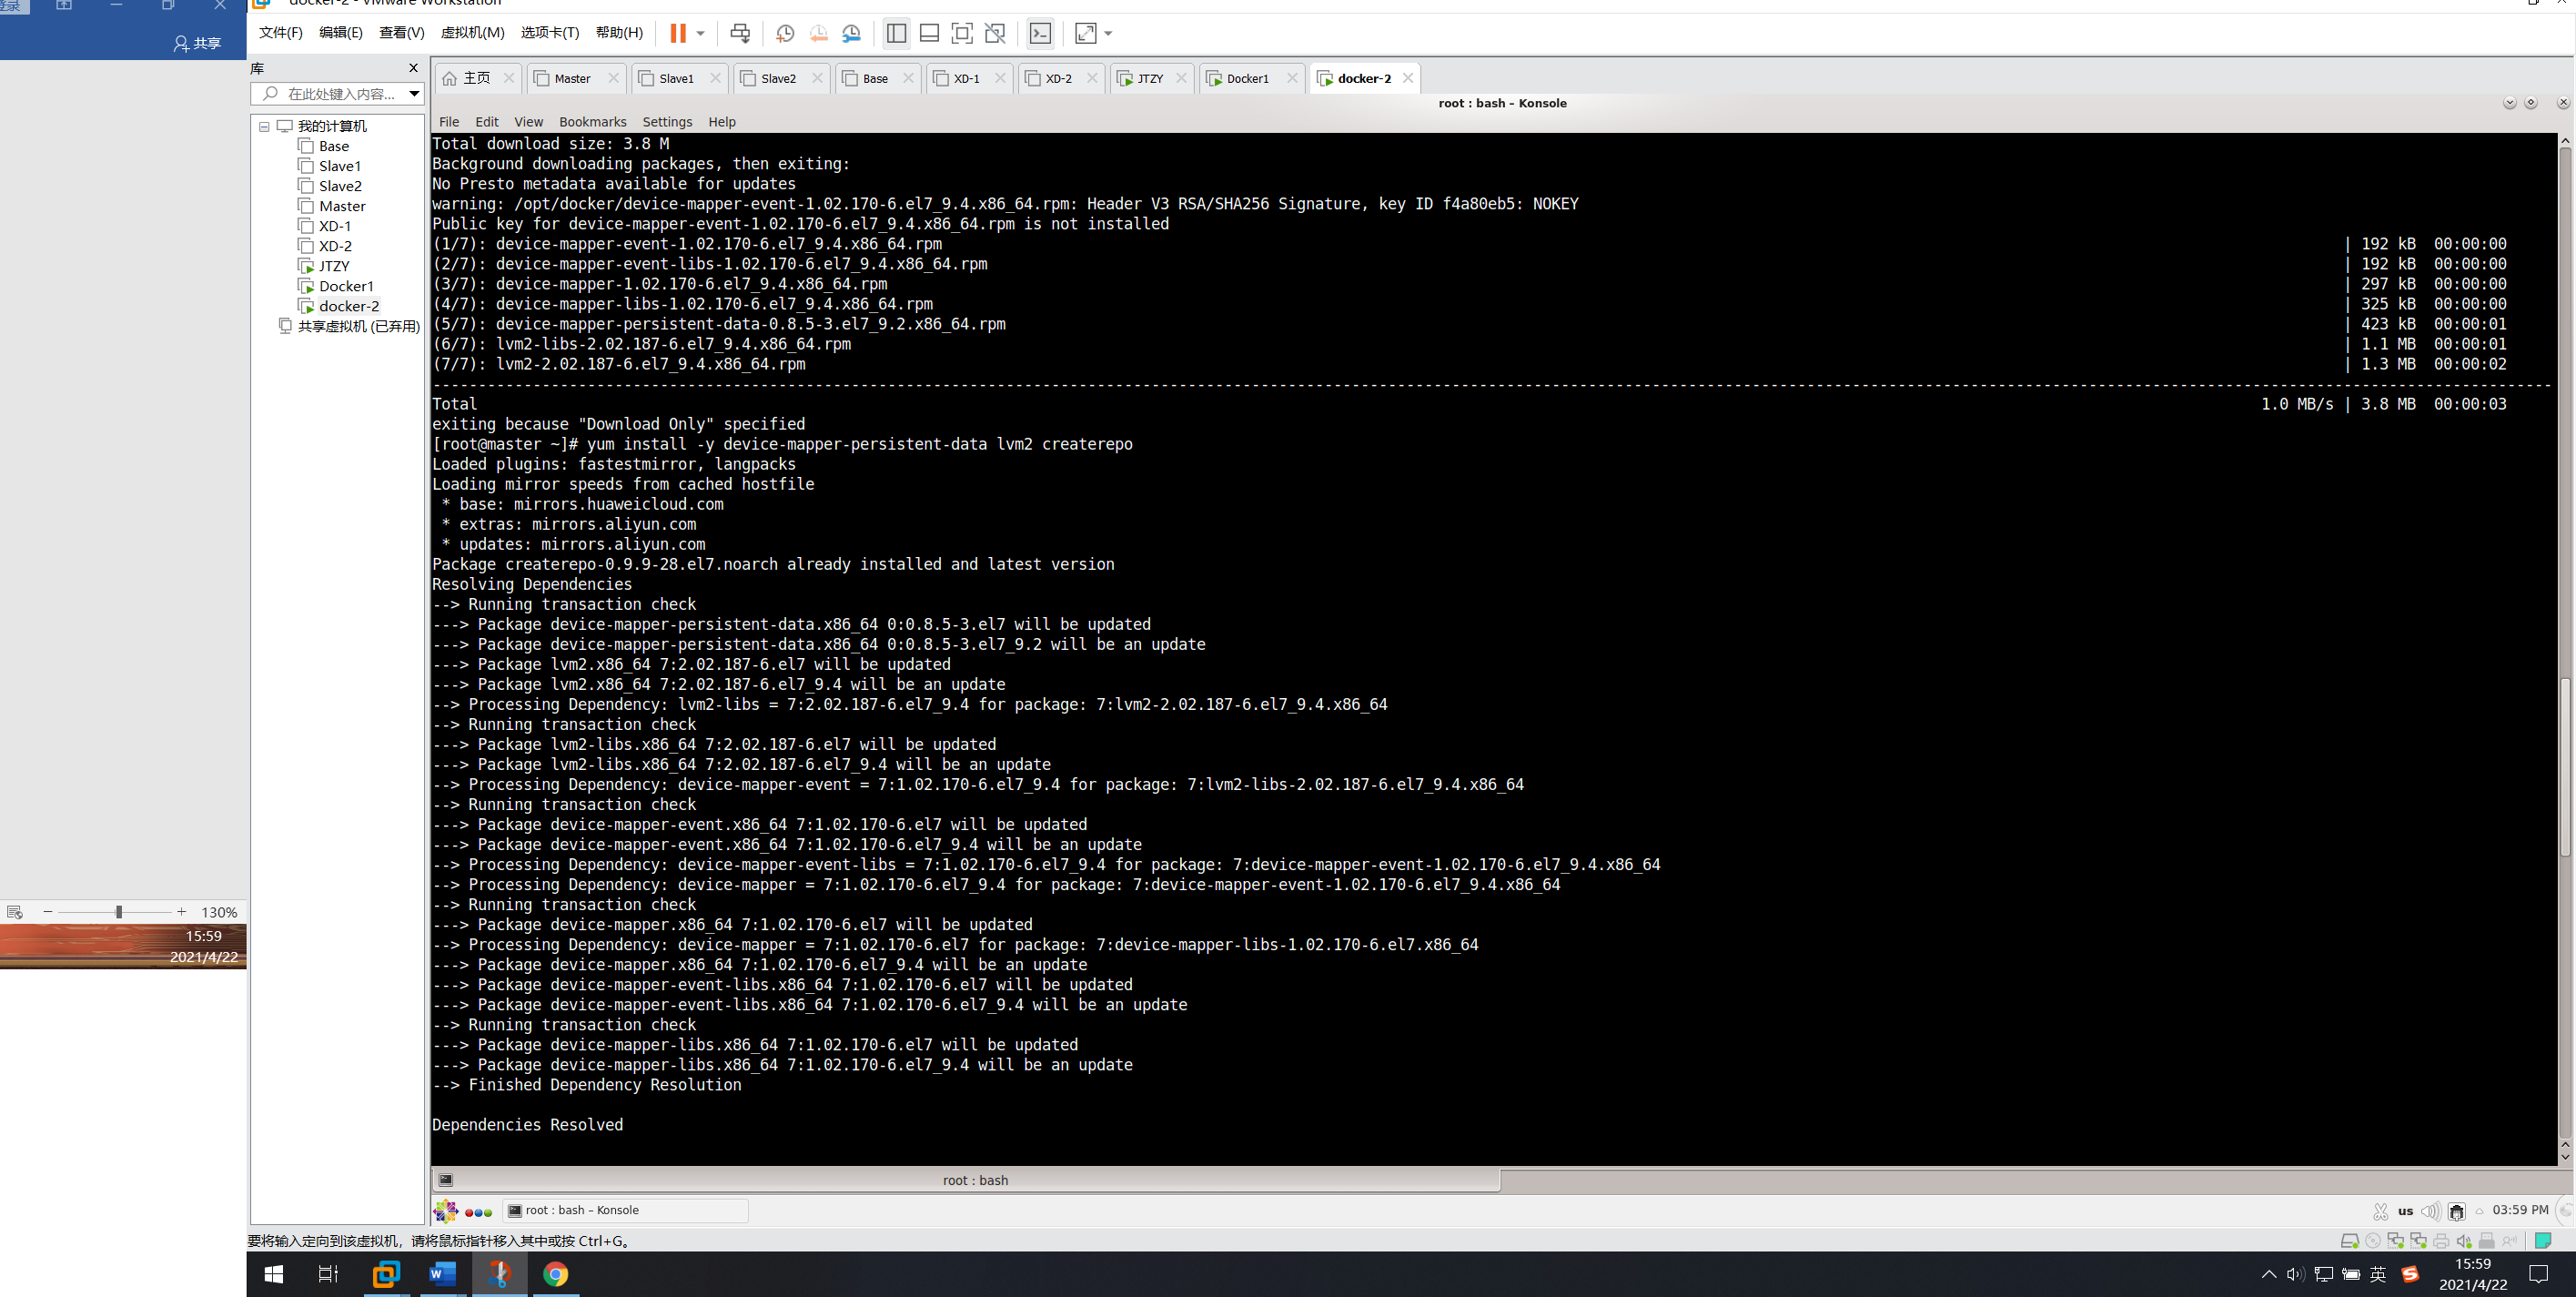 登录
共享
130%
15:59
2021/4/22
docker-2 - VMware Workstation
文件(F) 编辑(E) 查看(V) 虚拟机(M) 选项卡(T) 帮助(H)
库
在此处键入内容...
我的计算机
Base
Slave1
Slave2
Master
XD-1
XD-2
JTZY
Docker1
docker-2
共享虚拟机 (已弃用)
主页 Master Slave1 Slave2 Base XD-1 XD-2 JTZY Docker1 docker-2
root : bash – Konsole
File Edit View Bookmarks Settings Help
Total download size: 3.8 M
Background downloading packages, then exiting:
No Presto metadata available for updates
warning: /opt/docker/device-mapper-event-1.02.170-6.el7_9.4.x86_64.rpm: Header V3 RSA/SHA256 Signature, key ID f4a80eb5: NOKEY
Public key for device-mapper-event-1.02.170-6.el7_9.4.x86_64.rpm is not installed
(1/7): device-mapper-event-1.02.170-6.el7_9.4.x86_64.rpm | 192 kB 00:00:00
(2/7): device-mapper-event-libs-1.02.170-6.el7_9.4.x86_64.rpm | 192 kB 00:00:00
(3/7): device-mapper-1.02.170-6.el7_9.4.x86_64.rpm | 297 kB 00:00:00
(4/7): device-mapper-libs-1.02.170-6.el7_9.4.x86_64.rpm | 325 kB 00:00:00
(5/7): device-mapper-persistent-data-0.8.5-3.el7_9.2.x86_64.rpm | 423 kB 00:00:01
(6/7): lvm2-libs-2.02.187-6.el7_9.4.x86_64.rpm | 1.1 MB 00:00:01
(7/7): lvm2-2.02.187-6.el7_9.4.x86_64.rpm | 1.3 MB 00:00:02
--------------------------------------------------------------------------------
Total 1.0 MB/s | 3.8 MB 00:00:03
exiting because "Download Only" specified
[root@master ~]# yum install -y device-mapper-persistent-data lvm2 createrepo
Loaded plugins: fastestmirror, langpacks
Loading mirror speeds from cached hostfile
* base: mirrors.huaweicloud.com
* extras: mirrors.aliyun.com
* updates: mirrors.aliyun.com
Package createrepo-0.9.9-28.el7.noarch already installed and latest version
Resolving Dependencies
--> Running transaction check
---> Package device-mapper-persistent-data.x86_64 0:0.8.5-3.el7 will be updated
---> Package device-mapper-persistent-data.x86_64 0:0.8.5-3.el7_9.2 will be an update
---> Package lvm2.x86_64 7:2.02.187-6.el7 will be updated
---> Package lvm2.x86_64 7:2.02.187-6.el7_9.4 will be an update
--> Processing Dependency: lvm2-libs = 7:2.02.187-6.el7_9.4 for package: 7:lvm2-2.02.187-6.el7_9.4.x86_64
--> Running transaction check
---> Package lvm2-libs.x86_64 7:2.02.187-6.el7 will be updated
---> Package lvm2-libs.x86_64 7:2.02.187-6.el7_9.4 will be an update
--> Processing Dependency: device-mapper-event = 7:1.02.170-6.el7_9.4 for package: 7:lvm2-libs-2.02.187-6.el7_9.4.x86_64
--> Running transaction check
---> Package device-mapper-event.x86_64 7:1.02.170-6.el7 will be updated
---> Package device-mapper-event.x86_64 7:1.02.170-6.el7_9.4 will be an update
--> Processing Dependency: device-mapper-event-libs = 7:1.02.170-6.el7_9.4 for package: 7:device-mapper-event-1.02.170-6.el7_9.4.x86_64
--> Processing Dependency: device-mapper = 7:1.02.170-6.el7_9.4 for package: 7:device-mapper-event-1.02.170-6.el7_9.4.x86_64
--> Running transaction check
---> Package device-mapper.x86_64 7:1.02.170-6.el7 will be updated
--> Processing Dependency: device-mapper = 7:1.02.170-6.el7 for package: 7:device-mapper-libs-1.02.170-6.el7.x86_64
---> Package device-mapper.x86_64 7:1.02.170-6.el7_9.4 will be an update
---> Package device-mapper-event-libs.x86_64 7:1.02.170-6.el7 will be updated
---> Package device-mapper-event-libs.x86_64 7:1.02.170-6.el7_9.4 will be an update
--> Running transaction check
---> Package device-mapper-libs.x86_64 7:1.02.170-6.el7 will be updated
---> Package device-mapper-libs.x86_64 7:1.02.170-6.el7_9.4 will be an update
--> Finished Dependency Resolution
Dependencies Resolved
root : bash
root : bash – Konsole
us
03:59 PM
要将输入定向到该虚拟机，请将鼠标指针移入其中或按 Ctrl+G。
英
15:59
2021/4/22